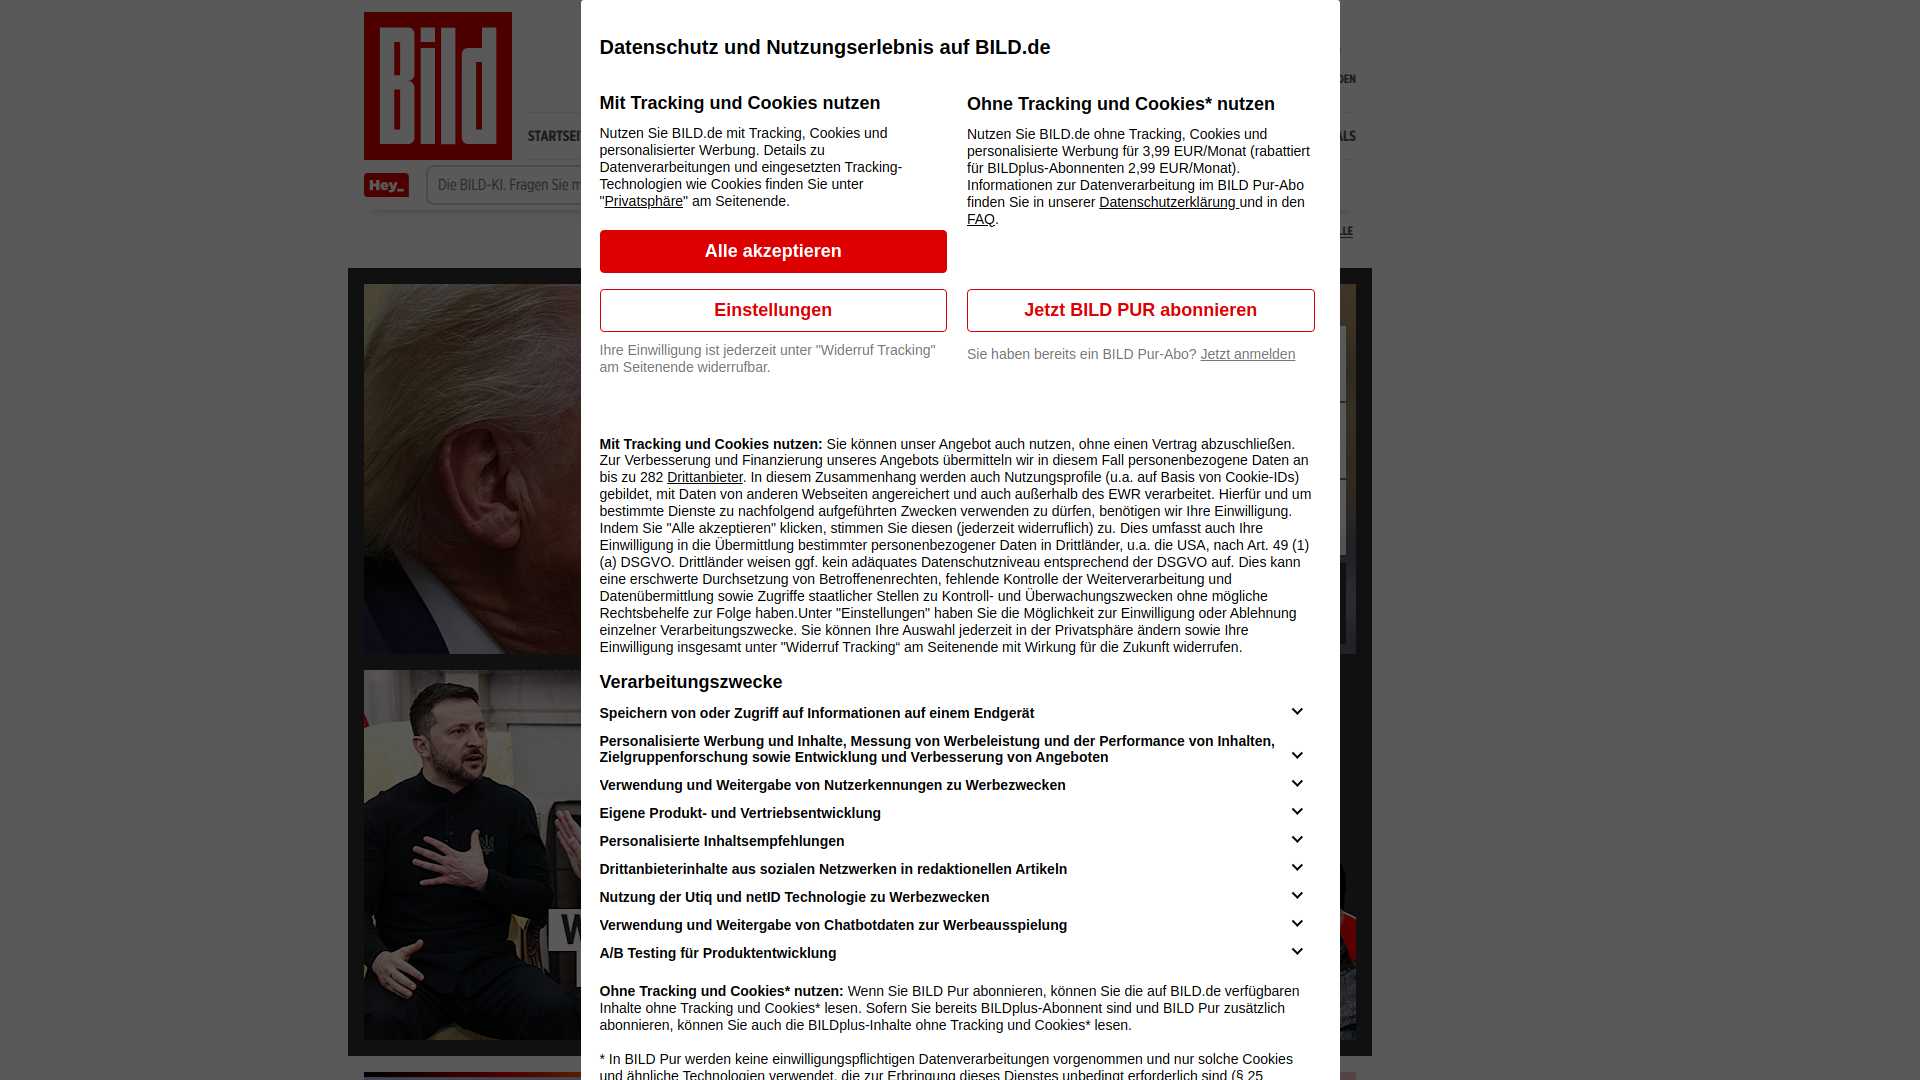 Bild
STARTSEI
Hey_
Die BILD-KI. Fragen Sie m
DEN
ALS
LLE
Datenschutz und Nutzungserlebnis auf BILD.de
Mit Tracking und Cookies nutzen
Nutzen Sie BILD.de mit Tracking, Cookies und
personalisierter Werbung. Details zu
Datenverarbeitungen und eingesetzten Tracking-
Technologien wie Cookies finden Sie unter
"Privatsphäre" am Seitenende.
Alle akzeptieren
Einstellungen
Ihre Einwilligung ist jederzeit unter "Widerruf Tracking"
am Seitenende widerrufbar.
Ohne Tracking und Cookies* nutzen
Nutzen Sie BILD.de ohne Tracking, Cookies und
personalisierte Werbung für 3,99 EUR/Monat (rabattiert
für BILDplus-Abonnenten 2,99 EUR/Monat).
Informationen zur Datenverarbeitung im BILD Pur-Abo
finden Sie in unserer Datenschutzerklärung und in den
FAQ.
Jetzt BILD PUR abonnieren
Sie haben bereits ein BILD Pur-Abo? Jetzt anmelden
Mit Tracking und Cookies nutzen: Sie können unser Angebot auch nutzen, ohne einen Vertrag abzuschließen.
Zur Verbesserung und Finanzierung unseres Angebots übermitteln wir in diesem Fall personenbezogene Daten an
bis zu 282 Drittanbieter. In diesem Zusammenhang werden auch Nutzungsprofile (u.a. auf Basis von Cookie-IDs)
gebildet, mit Daten von anderen Webseiten angereichert und auch außerhalb des EWR verarbeitet. Hierfür und um
bestimmte Dienste zu nachfolgend aufgeführten Zwecken verwenden zu dürfen, benötigen wir Ihre Einwilligung.
Indem Sie "Alle akzeptieren" klicken, stimmen Sie diesen (jederzeit widerruflich) zu. Dies umfasst auch Ihre
Einwilligung in die Übermittlung bestimmter personenbezogener Daten in Drittländer, u.a. die USA, nach Art. 49 (1)
(a) DSGVO. Drittländer weisen ggf. kein adäquates Datenschutzniveau entsprechend der DSGVO auf. Dies kann
eine erschwerte Durchsetzung von Betroffenenrechten, fehlende Kontrolle der Weiterverarbeitung und
Datenübermittlung sowie Zugriffe staatlicher Stellen zu Kontroll- und Überwachungszwecken ohne mögliche
Rechtsbehelfe zur Folge haben.Unter "Einstellungen" haben Sie die Möglichkeit zur Einwilligung oder Ablehnung
einzelner Verarbeitungszwecke. Sie können Ihre Auswahl jederzeit in der Privatsphäre ändern sowie Ihre
Einwilligung insgesamt unter "Widerruf Tracking“ am Seitenende mit Wirkung für die Zukunft widerrufen.
Verarbeitungszwecke
Speichern von oder Zugriff auf Informationen auf einem Endgerät
Personalisierte Werbung und Inhalte, Messung von Werbeleistung und der Performance von Inhalten,
Zielgruppenforschung sowie Entwicklung und Verbesserung von Angeboten
Verwendung und Weitergabe von Nutzerkennungen zu Werbezwecken
Eigene Produkt- und Vertriebsentwicklung
Personalisierte Inhaltsempfehlungen
Drittanbieterinhalte aus sozialen Netzwerken in redaktionellen Artikeln
Nutzung der Utiq und netID Technologie zu Werbezwecken
Verwendung und Weitergabe von Chatbotdaten zur Werbeausspielung
A/B Testing für Produktentwicklung
Ohne Tracking und Cookies* nutzen: Wenn Sie BILD Pur abonnieren, können Sie die auf BILD.de verfügbaren
Inhalte ohne Tracking und Cookies* lesen. Sofern Sie bereits BILDplus-Abonnent sind und BILD Pur zusätzlich
abonnieren, können Sie auch die BILDplus-Inhalte ohne Tracking und Cookies* lesen.
* In BILD Pur werden keine einwilligungspflichtigen Datenverarbeitungen vorgenommen und nur solche Cookies
und ähnliche Technologien verwendet, die zur Erbringung dieses Dienstes unbedingt erforderlich sind (§ 25